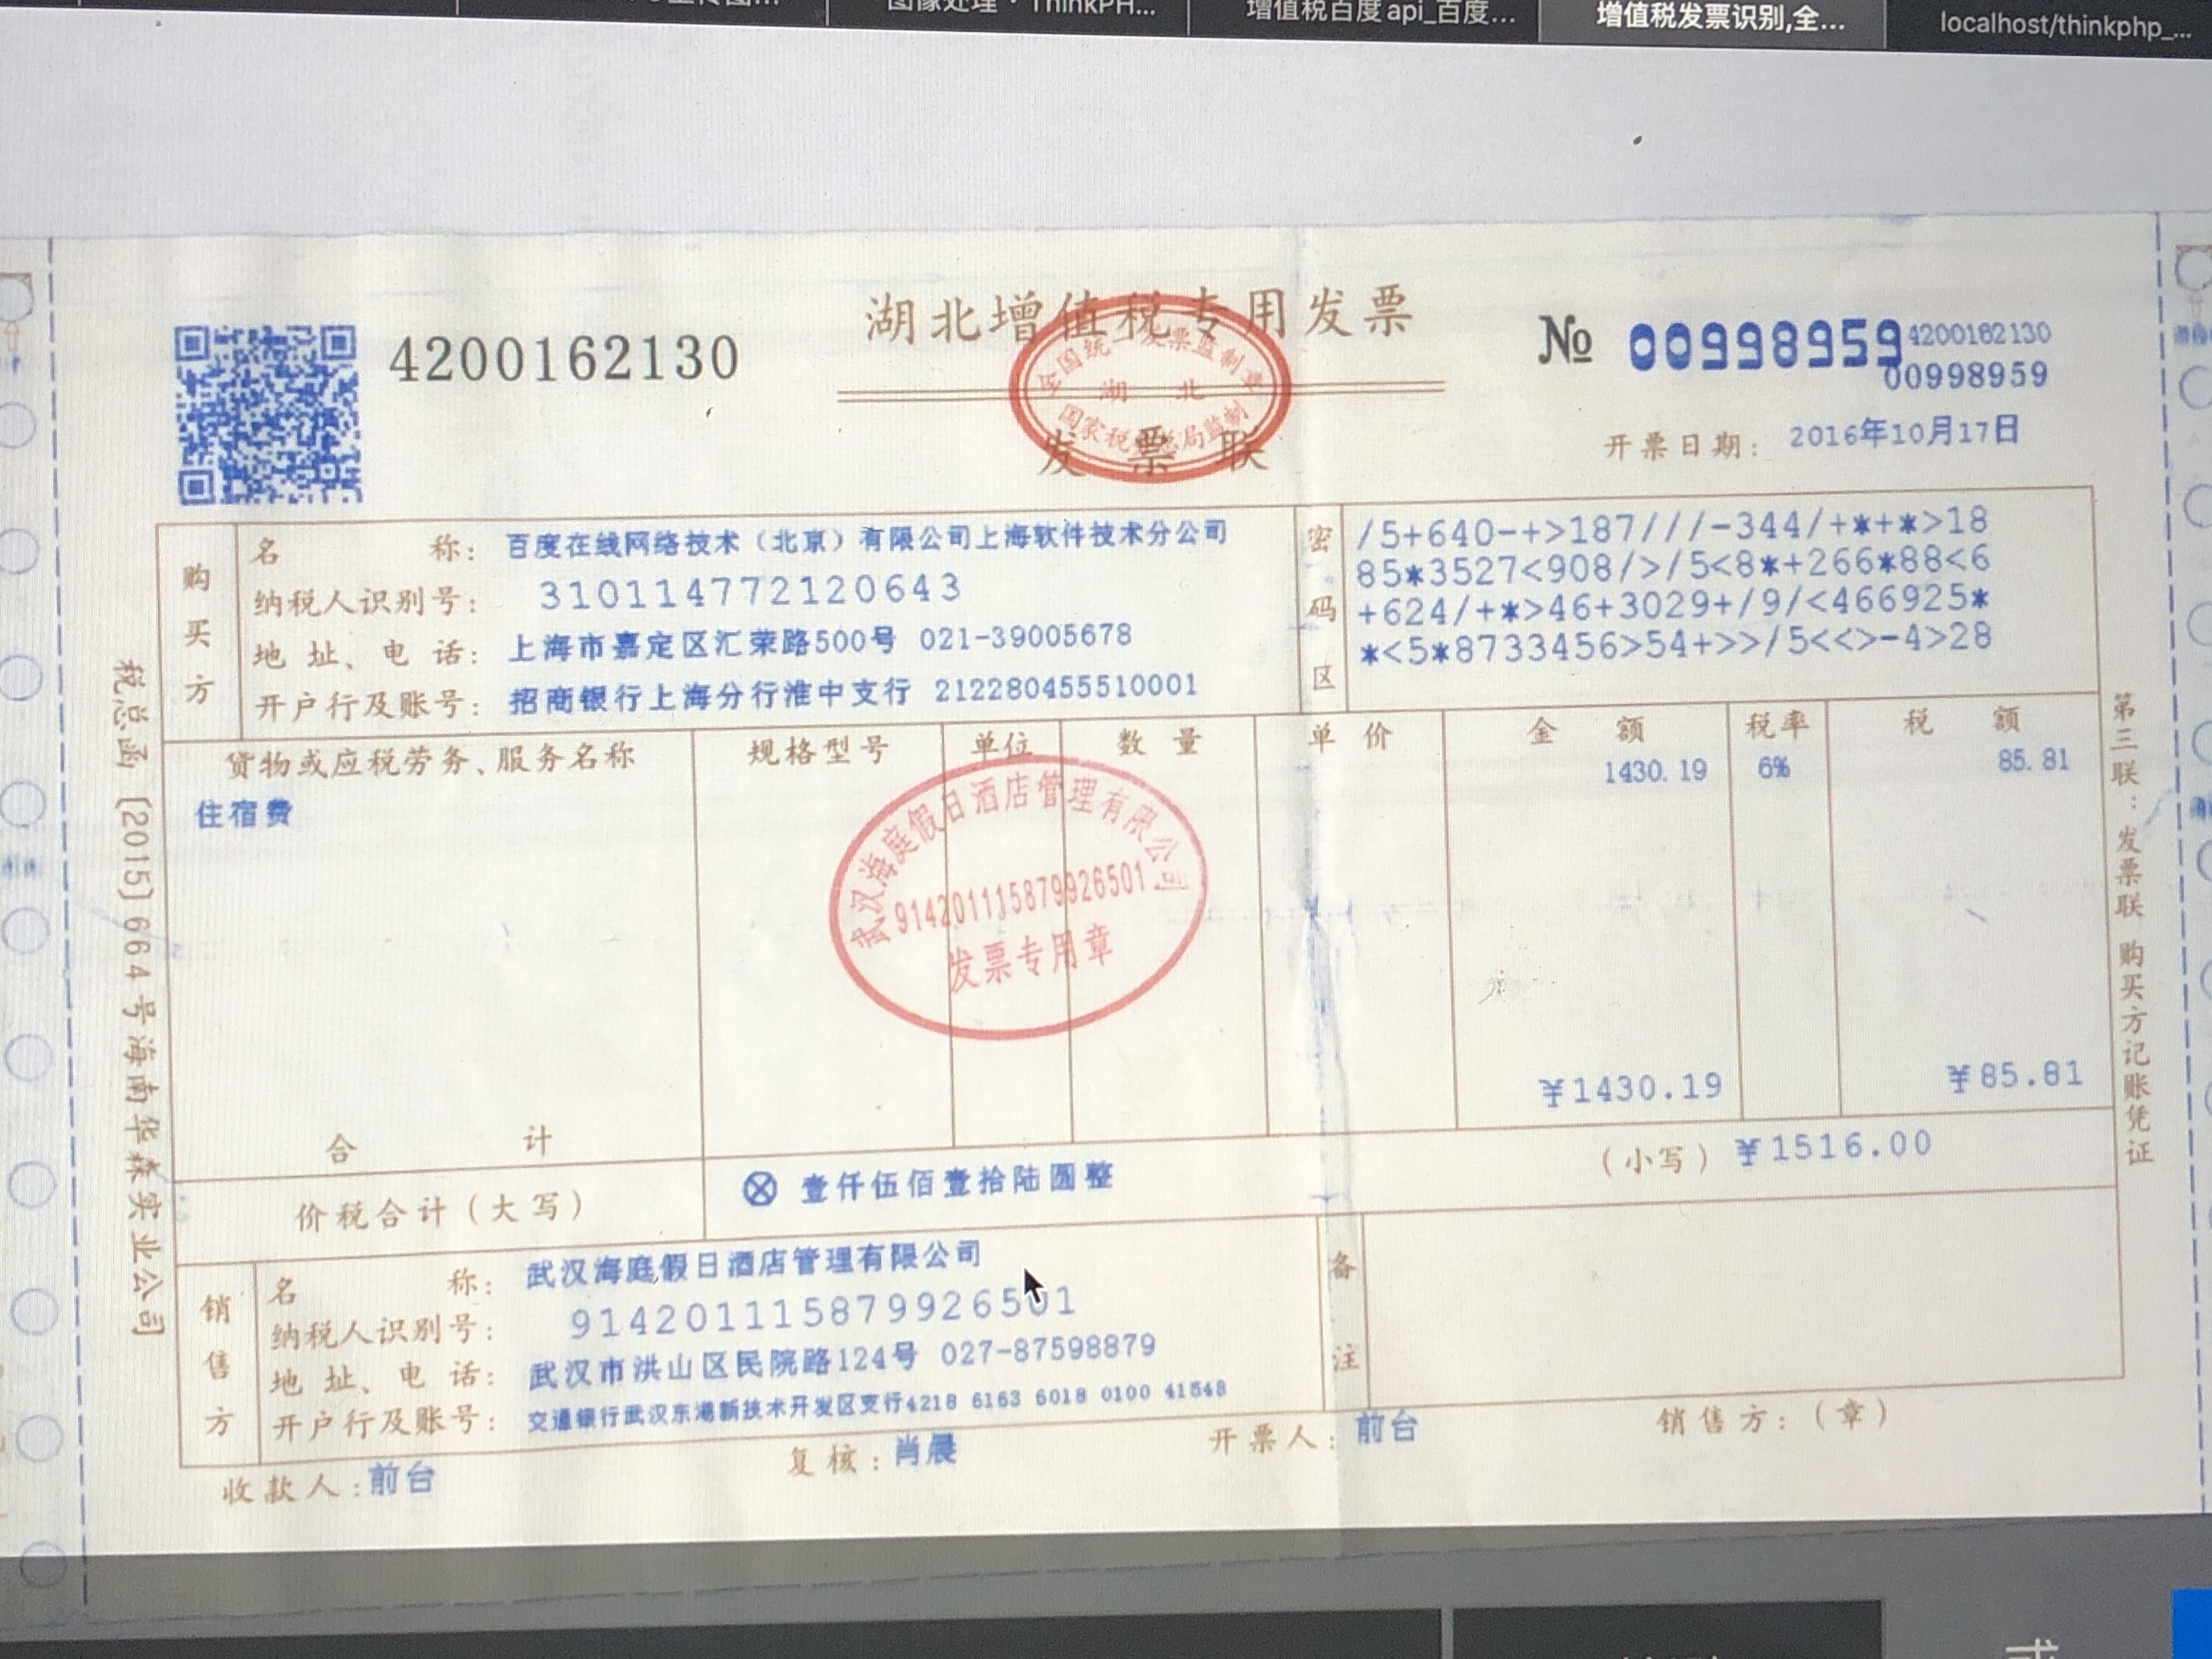 图像处理・ThinkPH...
增值税百度api_百度...
增值税发票识别,全...
localhost/thinkphp_...
4200162130
湖北增值税专用发票
全国统一发票监制章
湖 北
国家税务总局监制
发 票 联
№ 00998959
4200162130
00998959
开票日期: 2016年10月17日
购买方
名 称: 百度在线网络技术（北京）有限公司上海软件技术分公司
纳税人识别号: 310114772120643
地 址、电 话: 上海市嘉定区汇荣路500号 021-39005678
开户行及账号: 招商银行上海分行淮中支行 212280455510001
密码区
/5+640-+>187///-344/+*+*>18
85*3527<908/>/5<8*+266*88<6
+624/+*>46+3029+/9/<466925*
*<5*8733456>54+>>/5<<>-4>28
货物或应税劳务、服务名称 规格型号 单位 数 量 单 价 金 额 税率 税 额
住宿费 1430.19 6% 85.81
武汉海庭假日酒店管理有限公司
914201115879926501
发票专用章
合 计 ¥1430.19 ¥85.81
价税合计(大写) ⊗ 壹仟伍佰壹拾陆圆整 (小写) ¥1516.00
销售方
名 称: 武汉海庭假日酒店管理有限公司
纳税人识别号: 914201115879926501
地 址、电 话: 武汉市洪山区民院路124号 027-87598879
开户行及账号: 交通银行武汉东港新技术开发区支行4218 6163 6018 0100 41548
备注
收款人: 前台 复核: 肖晨 开票人: 前台 销售方: (章)
税总函〔2015〕664号海南华森实业公司
第三联: 发票联 购买方记账凭证
或